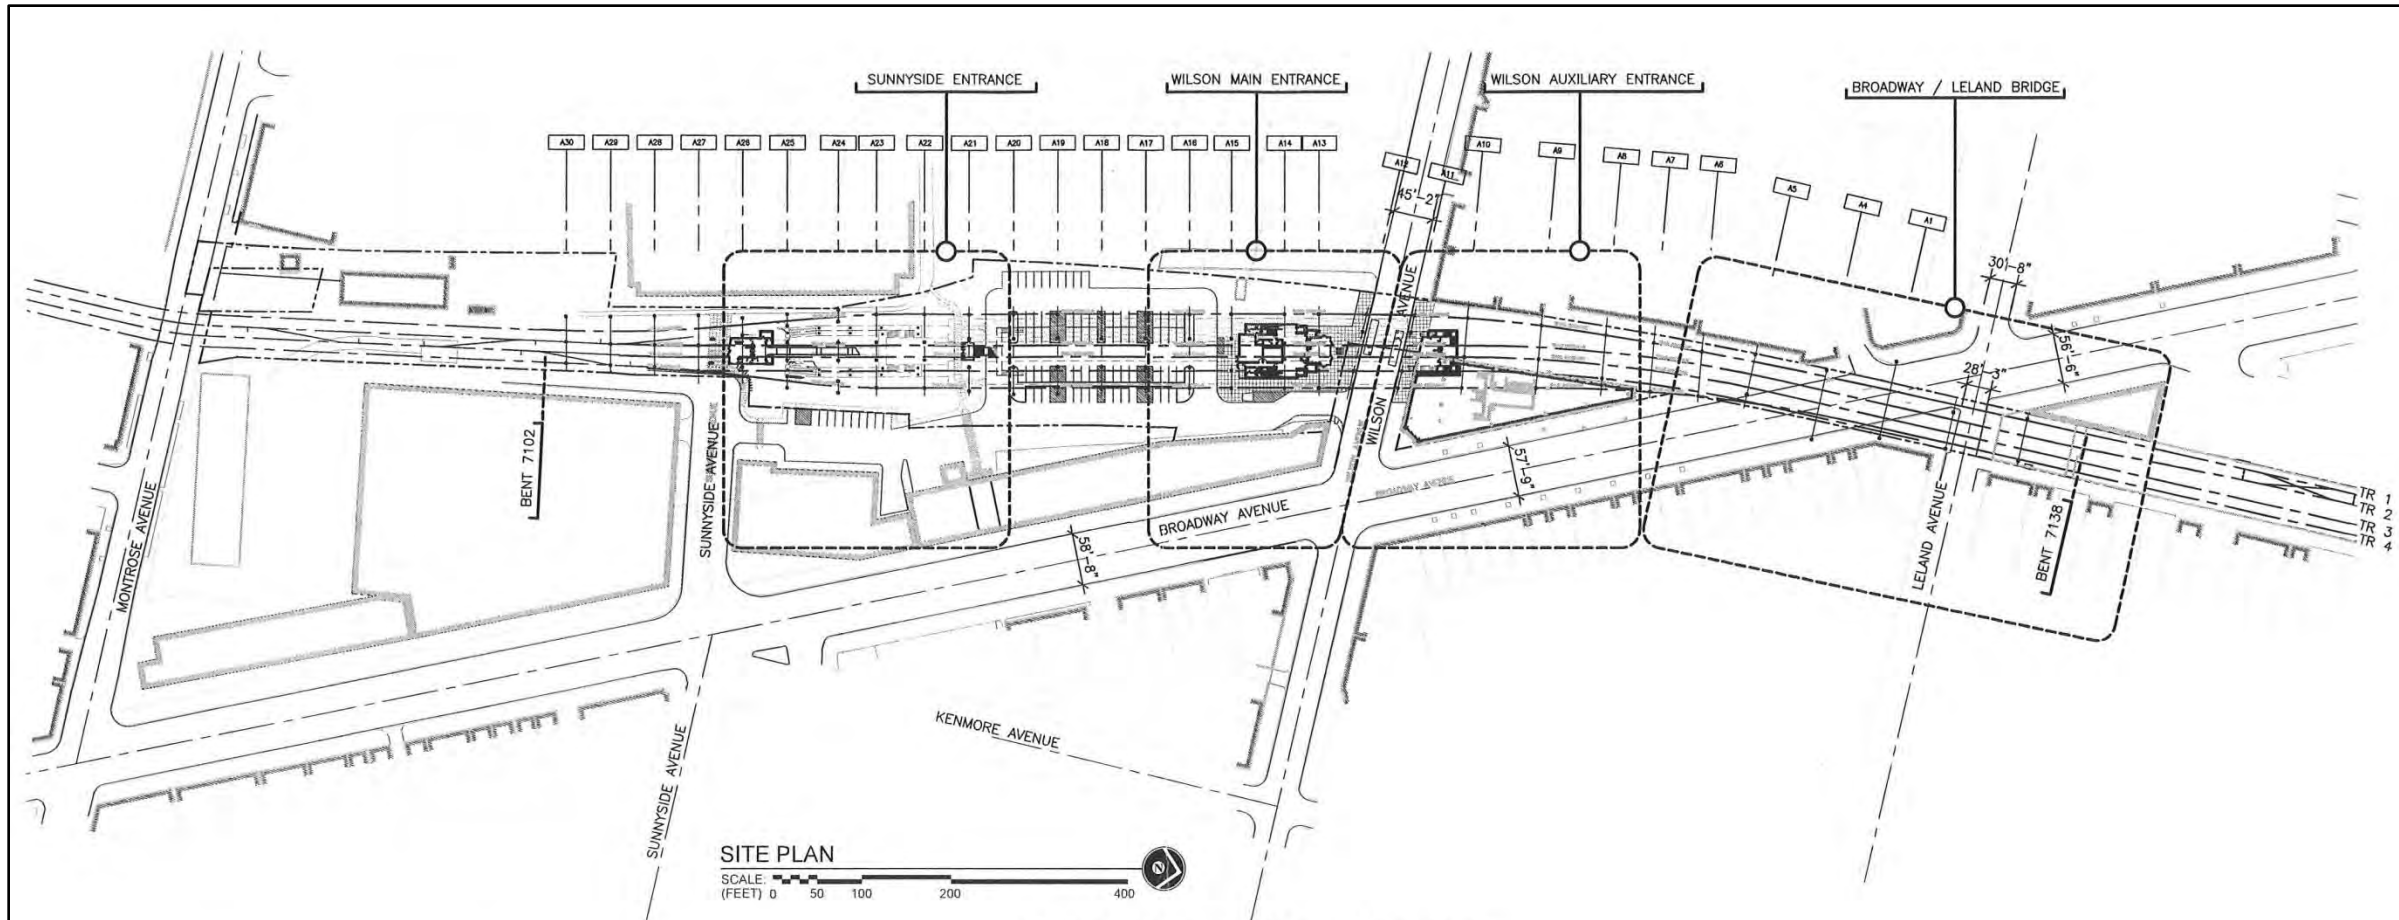 SUNNYSIDE ENTRANCE
WILSON MAIN ENTRANCE
WILSON AUXILIARY ENTRANCE
BROADWAY / LELAND BRIDGE
A30
A29
A28
A27
A26
A25
A24
A23
A22
A21
A20
A19
A18
A17
A16
A15
A14
A13
A12
A11
A10
A9
A8
A7
A6
A5
A4
A1
45'-2"
30'-8"
56'-6"
28'-3"
57'-9"
58'-8"
MONTROSE AVENUE
BENT 7102
SUNNYSIDE AVENUE
SUNNYSIDE AVENUE
WILSON AVENUE
BROADWAY AVENUE
BROADWAY AVENUE
LELAND AVENUE
BENT 7138
TR 1
TR 2
TR 3
TR 4
SUNNYSIDE AVENUE
KENMORE AVENUE
SITE PLAN
SCALE:
(FEET) 0 50 100 200 400
N